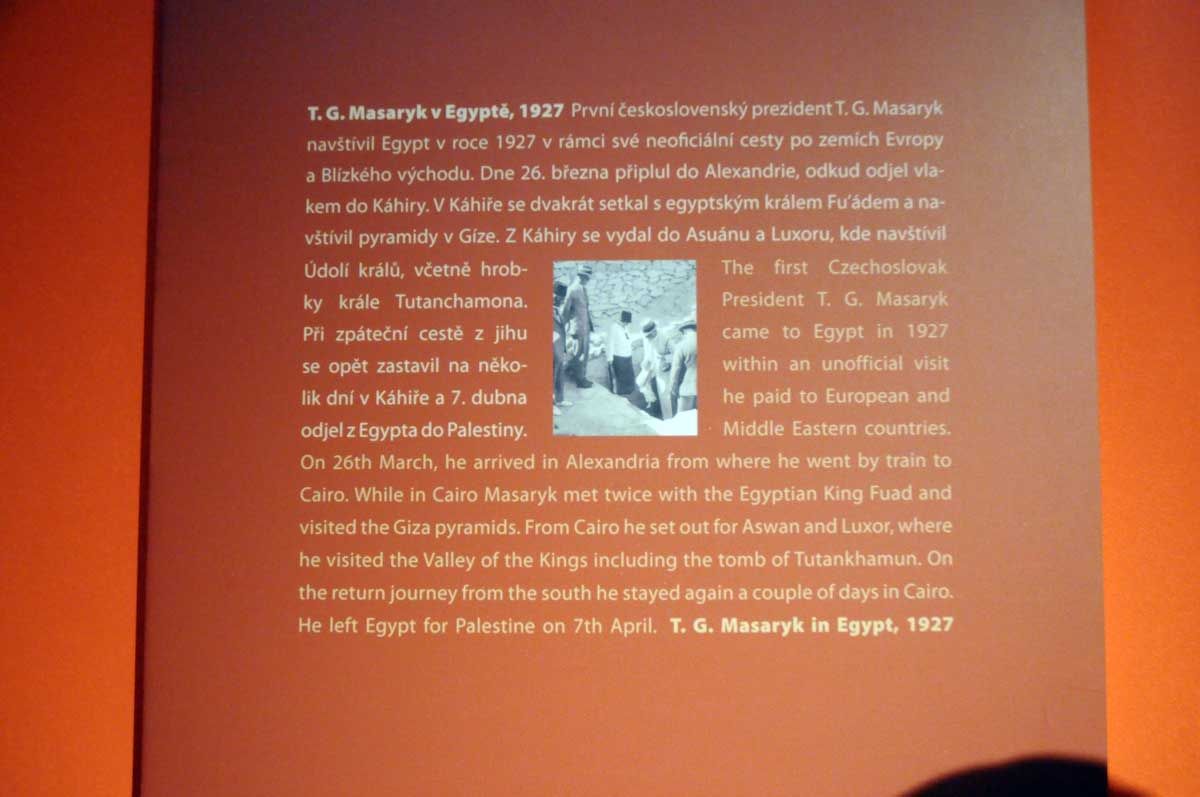 T. G. Masaryk v Egyptě, 1927 První československý prezident T. G. Masaryk
navštívil Egypt v roce 1927 v rámci své neoficiální cesty po zemích Evropy
a Blízkého východu. Dne 26. března připlul do Alexandrie, odkud odjel vla-
kem do Káhiry. V Káhiře se dvakrát setkal s egyptským králem Fu’ádem a na-
vštívil pyramidy v Gíze. Z Káhiry se vydal do Asuánu a Luxoru, kde navštívil
Údolí králů, včetně hrob-
ky krále Tutanchamona.
Při zpáteční cestě z jihu
se opět zastavil na něko-
lik dní v Káhiře a 7. dubna
odjel z Egypta do Palestiny.
The first Czechoslovak
President T. G. Masaryk
came to Egypt in 1927
within an unofficial visit
he paid to European and
Middle Eastern countries.
On 26th March, he arrived in Alexandria from where he went by train to
Cairo. While in Cairo Masaryk met twice with the Egyptian King Fuad and
visited the Giza pyramids. From Cairo he set out for Aswan and Luxor, where
he visited the Valley of the Kings including the tomb of Tutankhamun. On
the return journey from the south he stayed again a couple of days in Cairo.
He left Egypt for Palestine on 7th April. T. G. Masaryk in Egypt, 1927